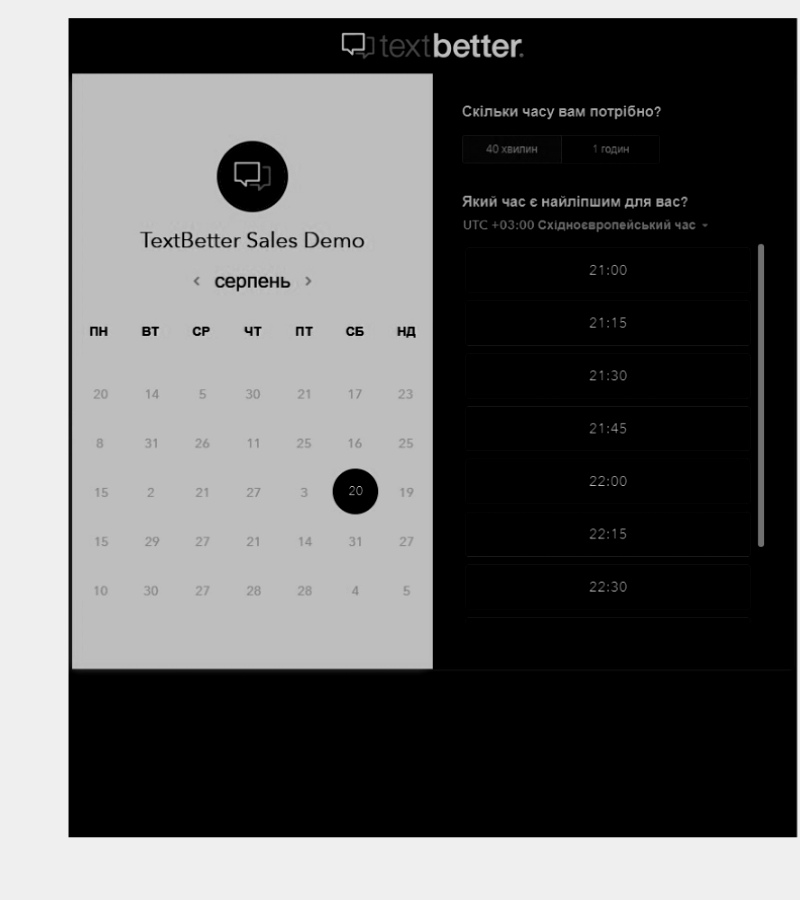 textbetter.
TextBetter Sales Demo
‹ серпень ›
ПН ВТ СР ЧТ ПТ СБ НД
20 14 5 30 21 17 23
8 31 26 11 25 16 25
15 2 21 27 3 20 19
15 29 27 21 14 31 27
10 30 27 28 28 4 5
Скільки часу вам потрібно?
40 хвилин 1 годин
Який час є найліпшим для вас?
UTC +03:00 Східноєвропейський час
21:00
21:15
21:30
21:45
22:00
22:15
22:30